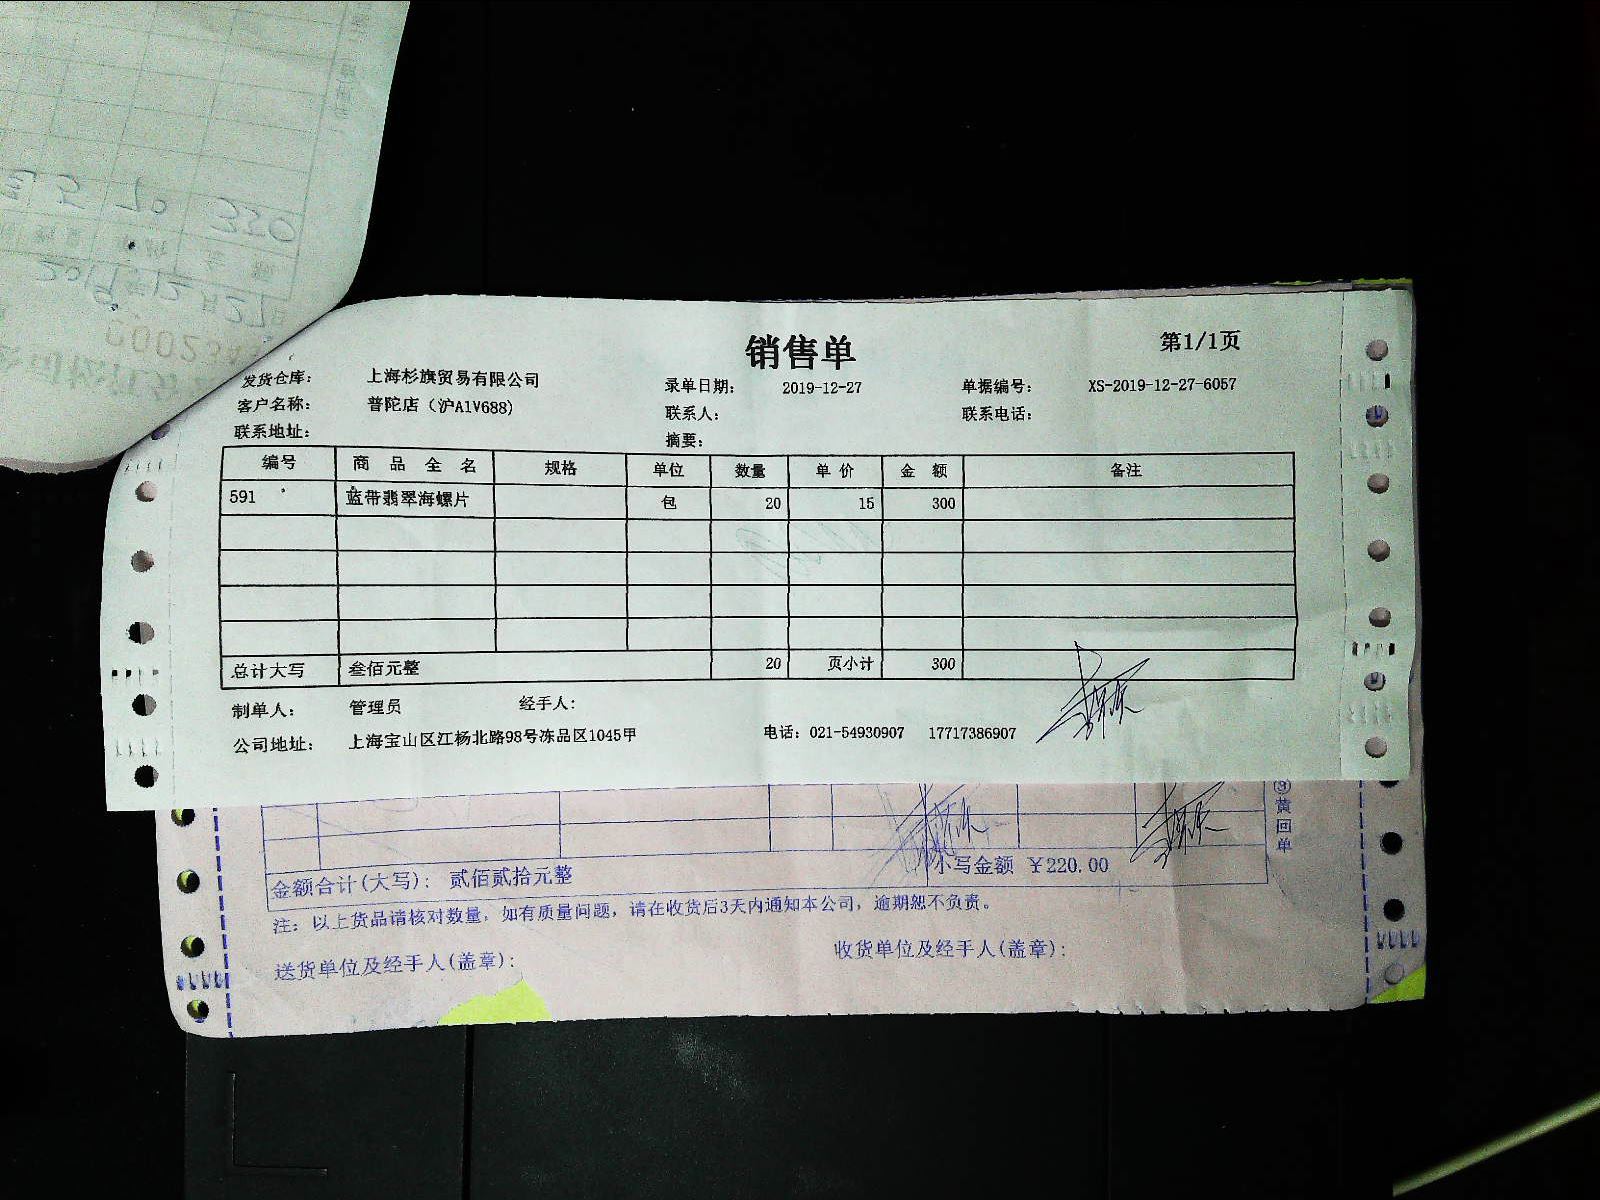 销售单
第1/1页
发货仓库： 上海杉旗贸易有限公司 录单日期： 2019-12-27 单据编号： XS-2019-12-27-6057
客户名称： 普陀店（沪A1V688) 联系人： 联系电话：
联系地址： 摘要：
编号 商品全名 规格 单位 数量 单价 金额 备注
591 蓝带翡翠海螺片 包 20 15 300
总计大写 叁佰元整 20 页小计 300
制单人： 管理员 经手人：
公司地址： 上海宝山区江杨北路98号冻品区1045甲 电话：021-54930907 17717386907
③黄回单
金额合计(大写)： 贰佰贰拾元整 小写金额 ￥220.00
注：以上货品请核对数量，如有质量问题，请在收货后3天内通知本公司，逾期恕不负责。
送货单位及经手人(盖章)： 收货单位及经手人(盖章)：